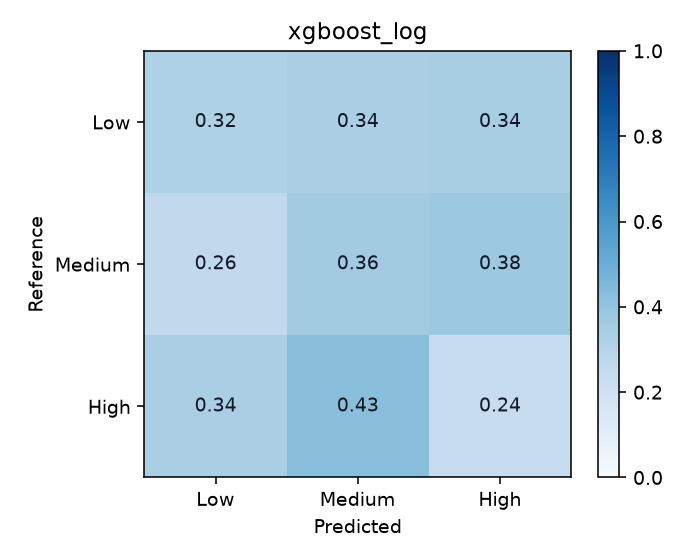 xgboost_log
1.0
Low 0.32 0.34 0.34
0.8
0.6
Reference
Medium 0.26 0.36 0.38
0.4
High 0.34 0.43 0.24
0.2
0.0
Low Medium High
Predicted